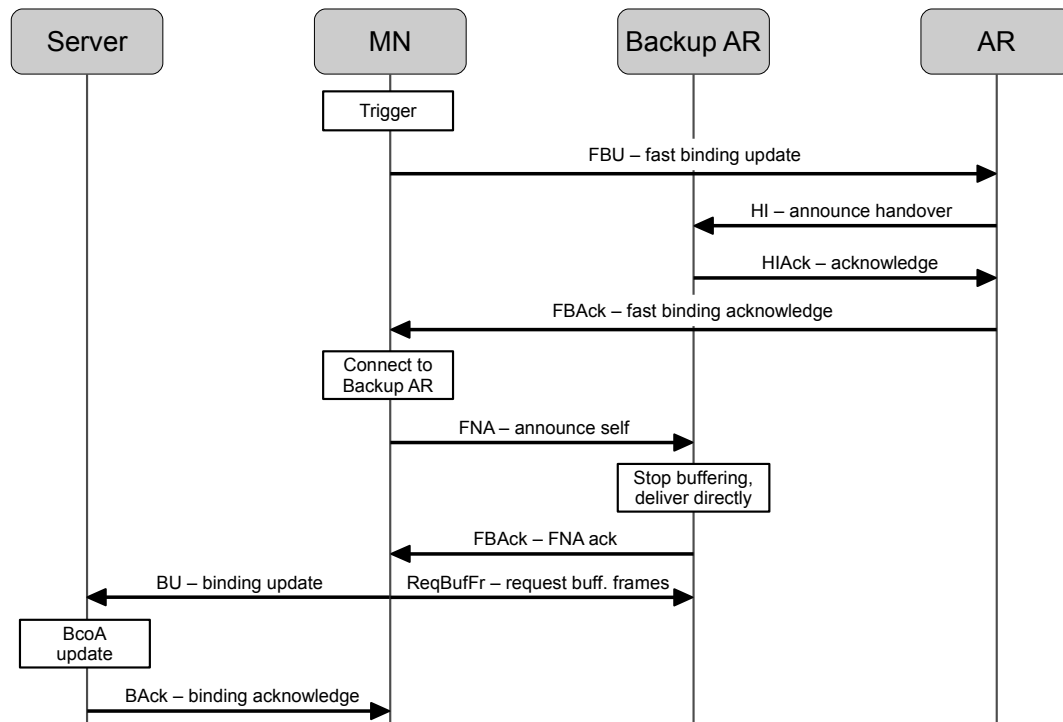 Server
MN
Backup AR
AR
Trigger
FBU – fast binding update
HI – announce handover
HIAck – acknowledge
FBAck – fast binding acknowledge
Connect to
Backup AR
FNA – announce self
Stop buffering,
deliver directly
FBAck – FNA ack
BU – binding update
ReqBufFr – request buff. frames
BcoA
update
BAck – binding acknowledge